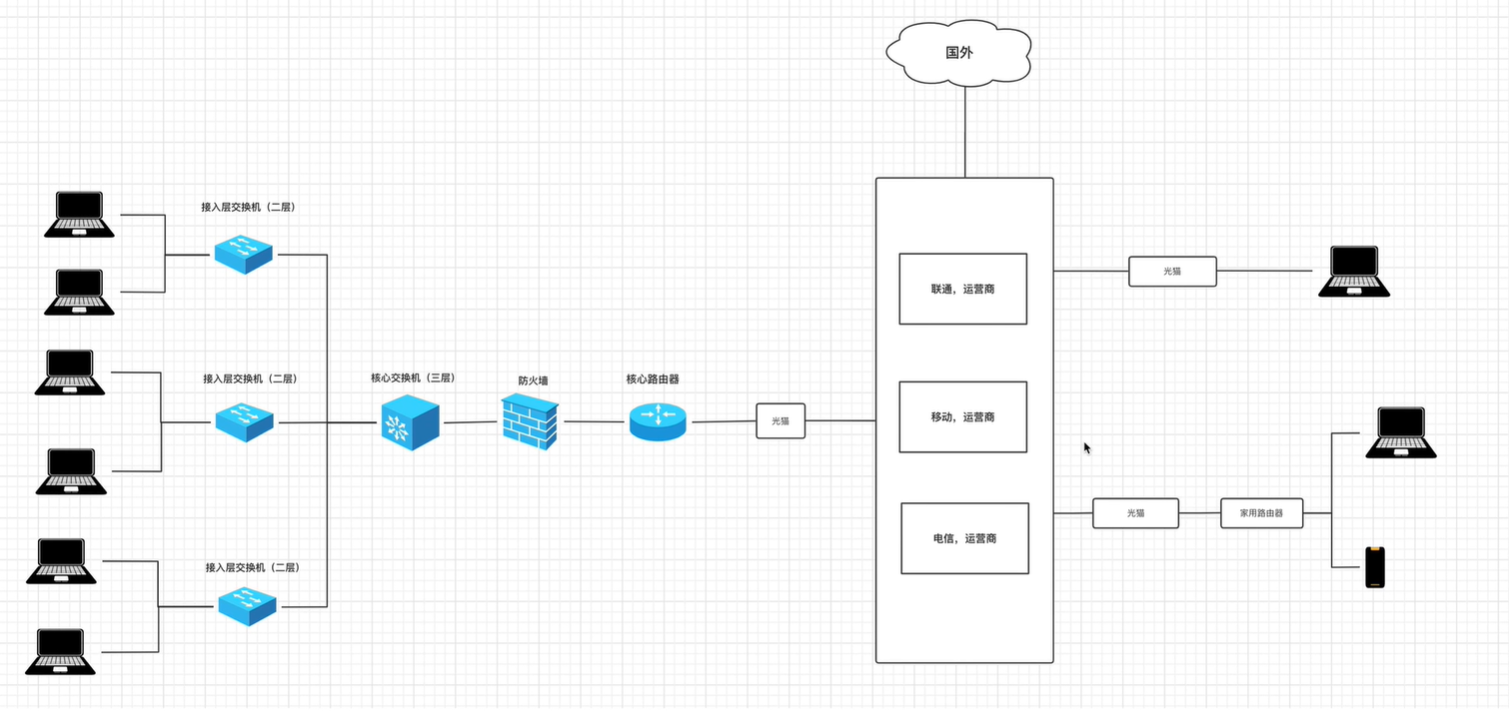 国外
接入层交换机（二层）
联通，运营商
光猫
接入层交换机（二层）
核心交换机（三层）
防火墙
核心路由器
光猫
移动，运营商
电信，运营商
光猫
家用路由器
接入层交换机（二层）